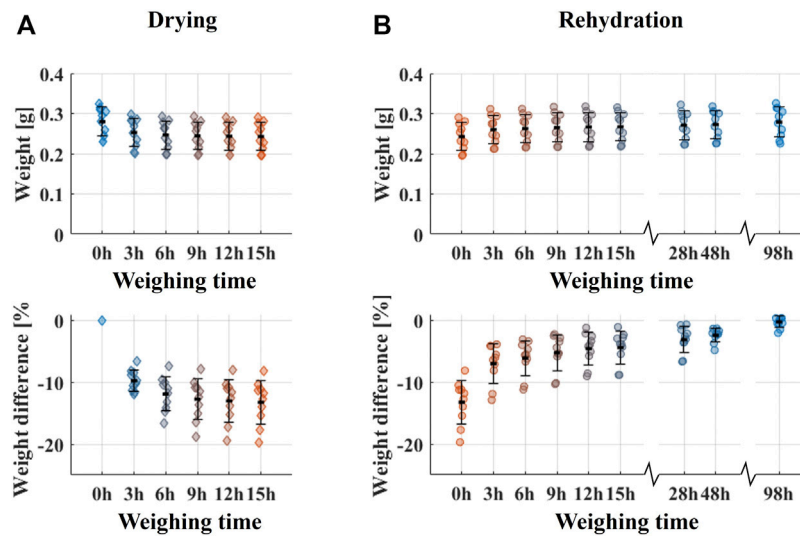 A Drying
B Rehydration
Weight [g]
0.4
0.3
0.2
0.1
0
0h 3h 6h 9h 12h 15h
Weighing time
Weight [g]
0.4
0.3
0.2
0.1
0
0h 3h 6h 9h 12h 15h 28h 48h 98h
Weighing time
Weight difference [%
0
-10
-20
0h 3h 6h 9h 12h 15h
Weighing time
Weight difference [%]
0
-10
-20
0h 3h 6h 9h 12h 15h 28h 48h 98h
Weighing time